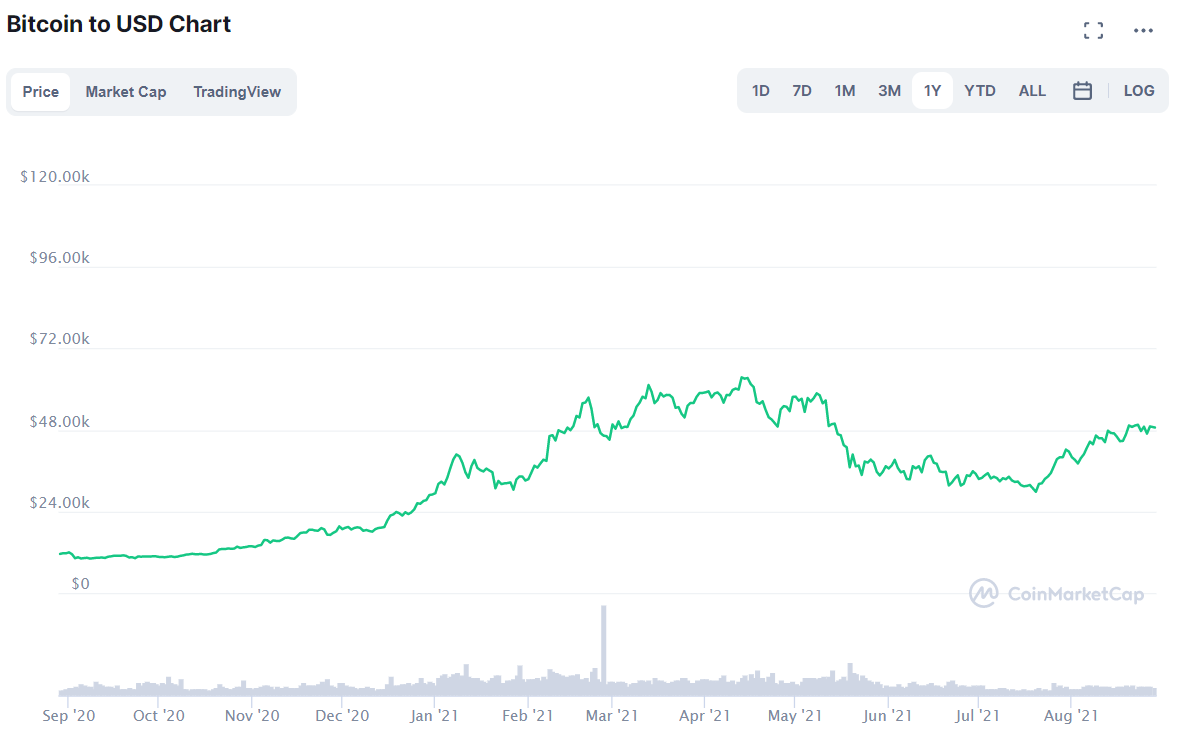 Bitcoin to USD Chart
Price Market Cap TradingView
1D 7D 1M 3M 1Y YTD ALL LOG
$120.00k
$96.00k
$72.00k
$48.00k
$24.00k
$0
CoinMarketCap
Sep '20 Oct '20 Nov '20 Dec '20 Jan '21 Feb '21 Mar '21 Apr '21 May '21 Jun '21 Jul '21 Aug '21